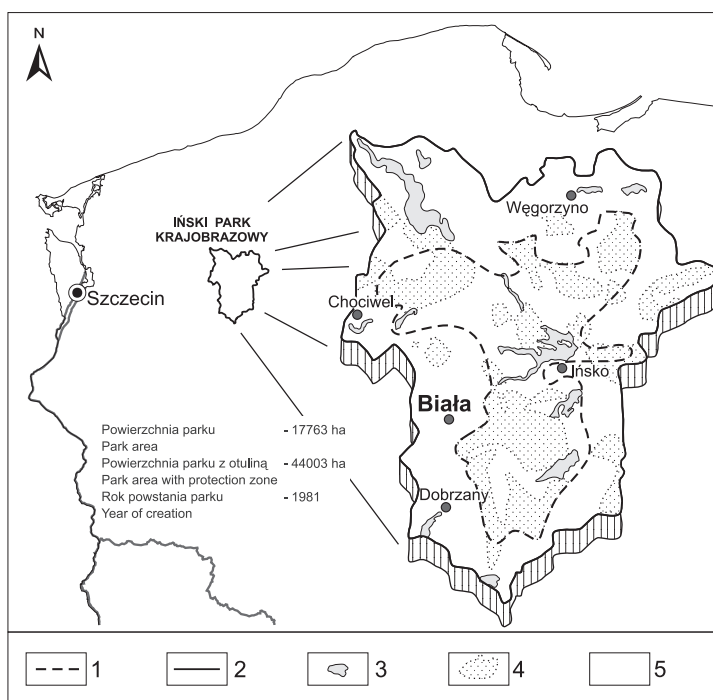 N
IŃSKI PARK
KRAJOBRAZOWY
Węgorzyno
Szczecin
Chociwel
Ińsko
Biała
Powierzchnia parku - 17763 ha
Park area
Powierzchnia parku z otuliną - 44003 ha
Park area with protection zone
Rok powstania parku - 1981
Year of creation
Dobrzany
1 2 3 4 5